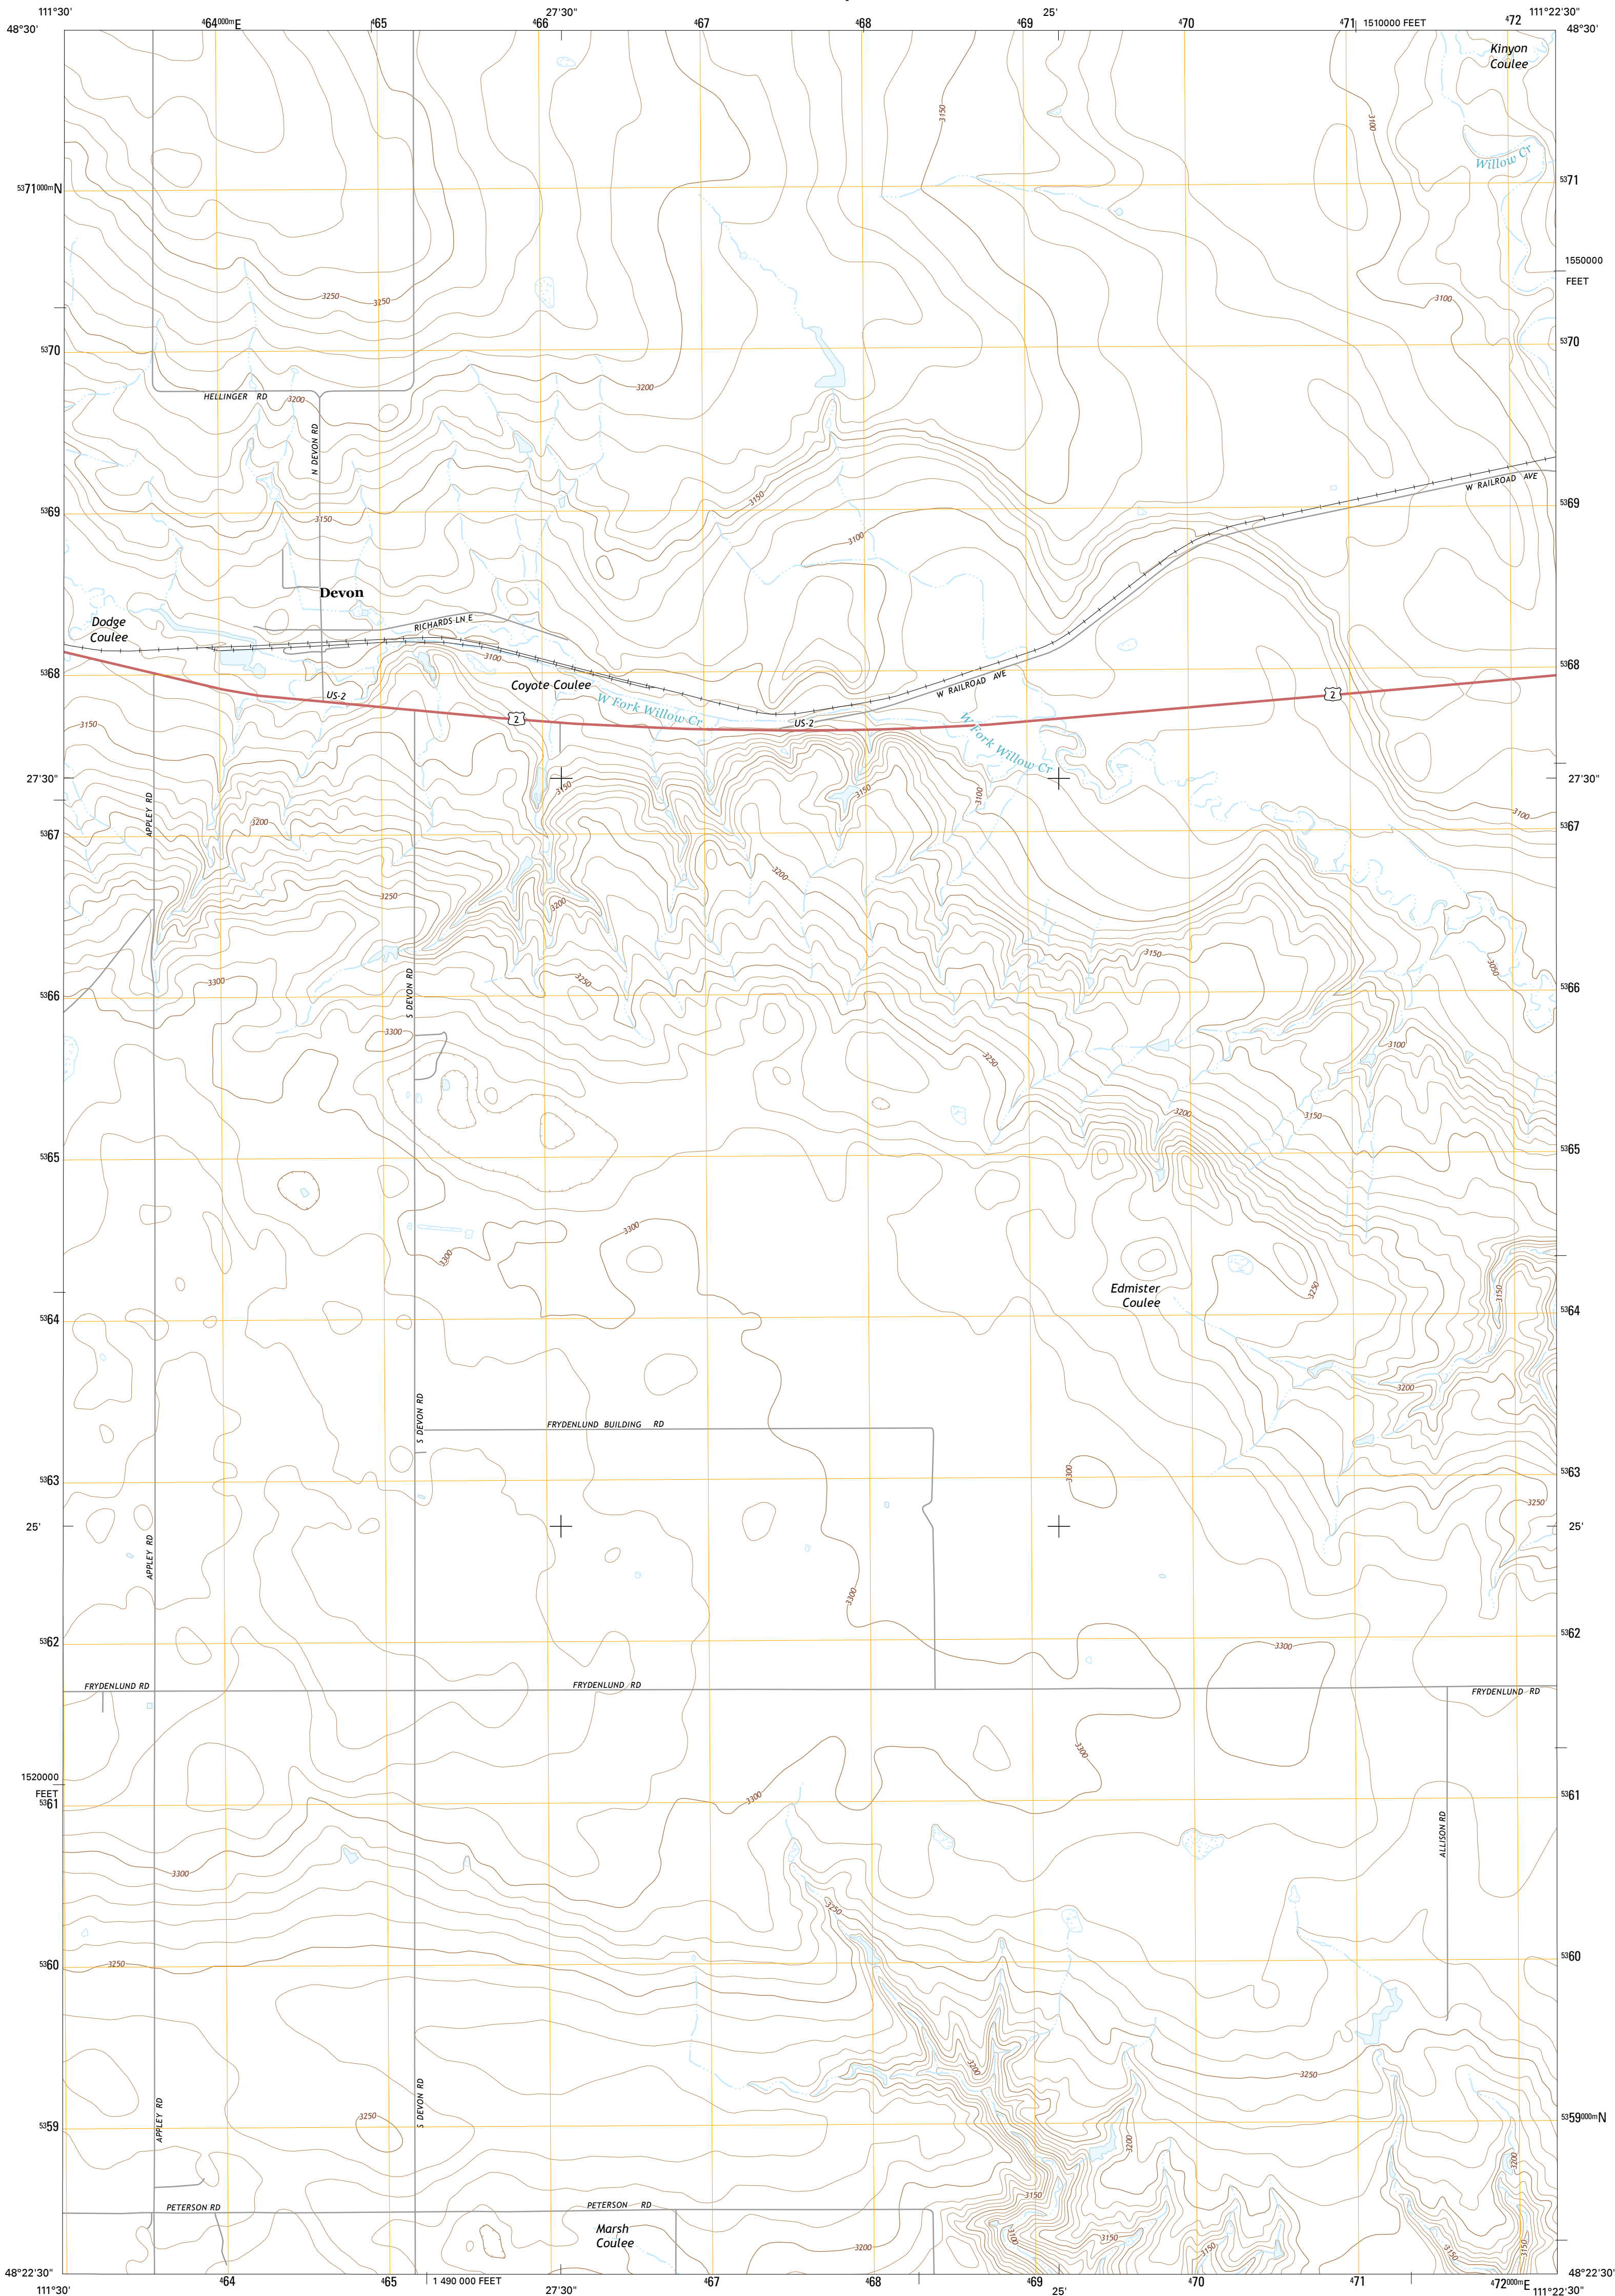 111°30'
⁴64⁰⁰⁰ᵐE
⁴65
27'30"
⁴66
⁴67
⁴68
⁴69
25'
⁴70
⁴71
1510000 FEET
⁴72
111°22'30"
48°30'
48°30'
Kinyon
Coulee
3150
3100
Willow Cr
⁵³71⁰⁰⁰ᵐN
⁵³71
1550000
FEET
3250
3250
3100
⁵³70
⁵³70
3200
HELLINGER RD
3200
N DEVON RD
W RAILROAD AVE
3150
⁵³69
⁵³69
3150
3100
Devon
Dodge
Coulee
RICHARDS LN E
3100
⁵³68
⁵³68
Coyote Coulee
W RAILROAD AVE
US-2
W Fork Willow Cr
2
2
US-2
3150
W Fork Willow Cr
27'30"
27'30"
3150
3150
3100
APPLEY RD
3200
3100
⁵³67
⁵³67
3200
3250
3200
3150
3050
3300
3250
S DEVON RD
⁵³66
⁵³66
3300
3100
3250
3200
3150
⁵³65
⁵³65
3300
3300
Edmister
Coulee
3250
3150
⁵³64
⁵³64
3200
S DEVON RD
FRYDENLUND BUILDING RD
3300
⁵³63
⁵³63
3250
25'
25'
APPLEY RD
3300
⁵³62
⁵³62
3300
FRYDENLUND RD
FRYDENLUND RD
FRYDENLUND RD
3300
1520000
FEET
3300
⁵³61
⁵³61
ALLISON RD
3300
3250
3250
⁵³60
⁵³60
3200
3250
S DEVON RD
3250
APPLEY RD
⁵³59
⁵³59⁰⁰⁰ᵐN
3200
3200
3150
PETERSON RD
PETERSON RD
Marsh
Coulee
3100
3150
3200
3150
3150
3150
48°22'30"
48°22'30"
⁴64
⁴65
1 490 000 FEET
⁴67
⁴68
⁴69
⁴70
⁴71
⁴72⁰⁰⁰ᵐE
111°30'
27'30"
25'
111°22'30"